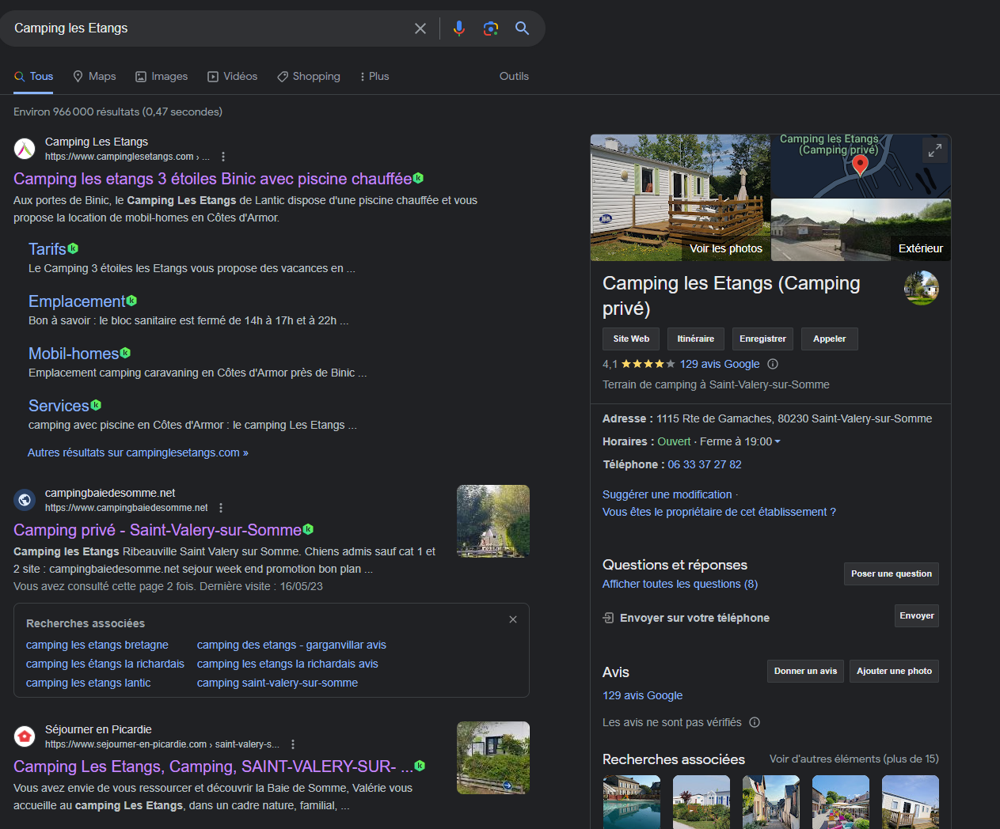 Camping les Etangs
Tous
Maps
Images
Vidéos
Shopping
Plus
Outils
Environ 966 000 résultats (0,47 secondes)
Camping Les Etangs
https://www.campinglesetangs.com › ...
Camping les etangs 3 étoiles Binic avec piscine chauffée
Aux portes de Binic, le Camping Les Etangs de Lantic dispose d'une piscine chauffée et vous
propose la location de mobil-homes en Côtes d'Armor.
Tarifs
Le Camping 3 étoiles les Etangs vous propose des vacances en ...
Emplacement
Bon à savoir : le bloc sanitaire est fermé de 14h à 17h et à 22h ...
Mobil-homes
Emplacement camping caravaning en Côtes d'Armor près de Binic ...
Services
camping avec piscine en Côtes d'Armor : le camping Les Etangs ...
Autres résultats sur campinglesetangs.com »
campingbaiedesomme.net
https://www.campingbaiedesomme.net
Camping privé - Saint-Valery-sur-Somme
Camping les Etangs Ribeauville Saint Valery sur Somme. Chiens admis sauf cat 1 et
2 site : campingbaiedesomme.net sejour week end promotion bon plan ...
Vous avez consulté cette page 2 fois. Dernière visite : 16/05/23
Recherches associées
camping les etangs bretagne
camping des etangs - garganvillar avis
camping les étangs la richardais
camping les etangs la richardais avis
camping les etangs lantic
camping saint-valery-sur-somme
Séjourner en Picardie
https://www.sejourner-en-picardie.com › saint-valery-s...
Camping Les Etangs, Camping, SAINT-VALERY-SUR- ...
Vous avez envie de vous ressourcer et découvrir la Baie de Somme, Valérie vous
accueille au camping Les Etangs, dans un cadre nature, familial, ...
Camping les Etangs
(Camping privé)
Voir les photos
Extérieur
Camping les Etangs (Camping
privé)
Site Web
Itinéraire
Enregistrer
Appeler
4,1
129 avis Google
Terrain de camping à Saint-Valery-sur-Somme
Adresse : 1115 Rte de Gamaches, 80230 Saint-Valery-sur-Somme
Horaires : Ouvert · Ferme à 19:00
Téléphone : 06 33 37 27 82
Suggérer une modification ·
Vous êtes le propriétaire de cet établissement ?
Questions et réponses
Afficher toutes les questions (8)
Poser une question
Envoyer sur votre téléphone
Envoyer
Avis
Donner un avis
Ajouter une photo
129 avis Google
Les avis ne sont pas vérifiés
Recherches associées
Voir d'autres éléments (plus de 15)